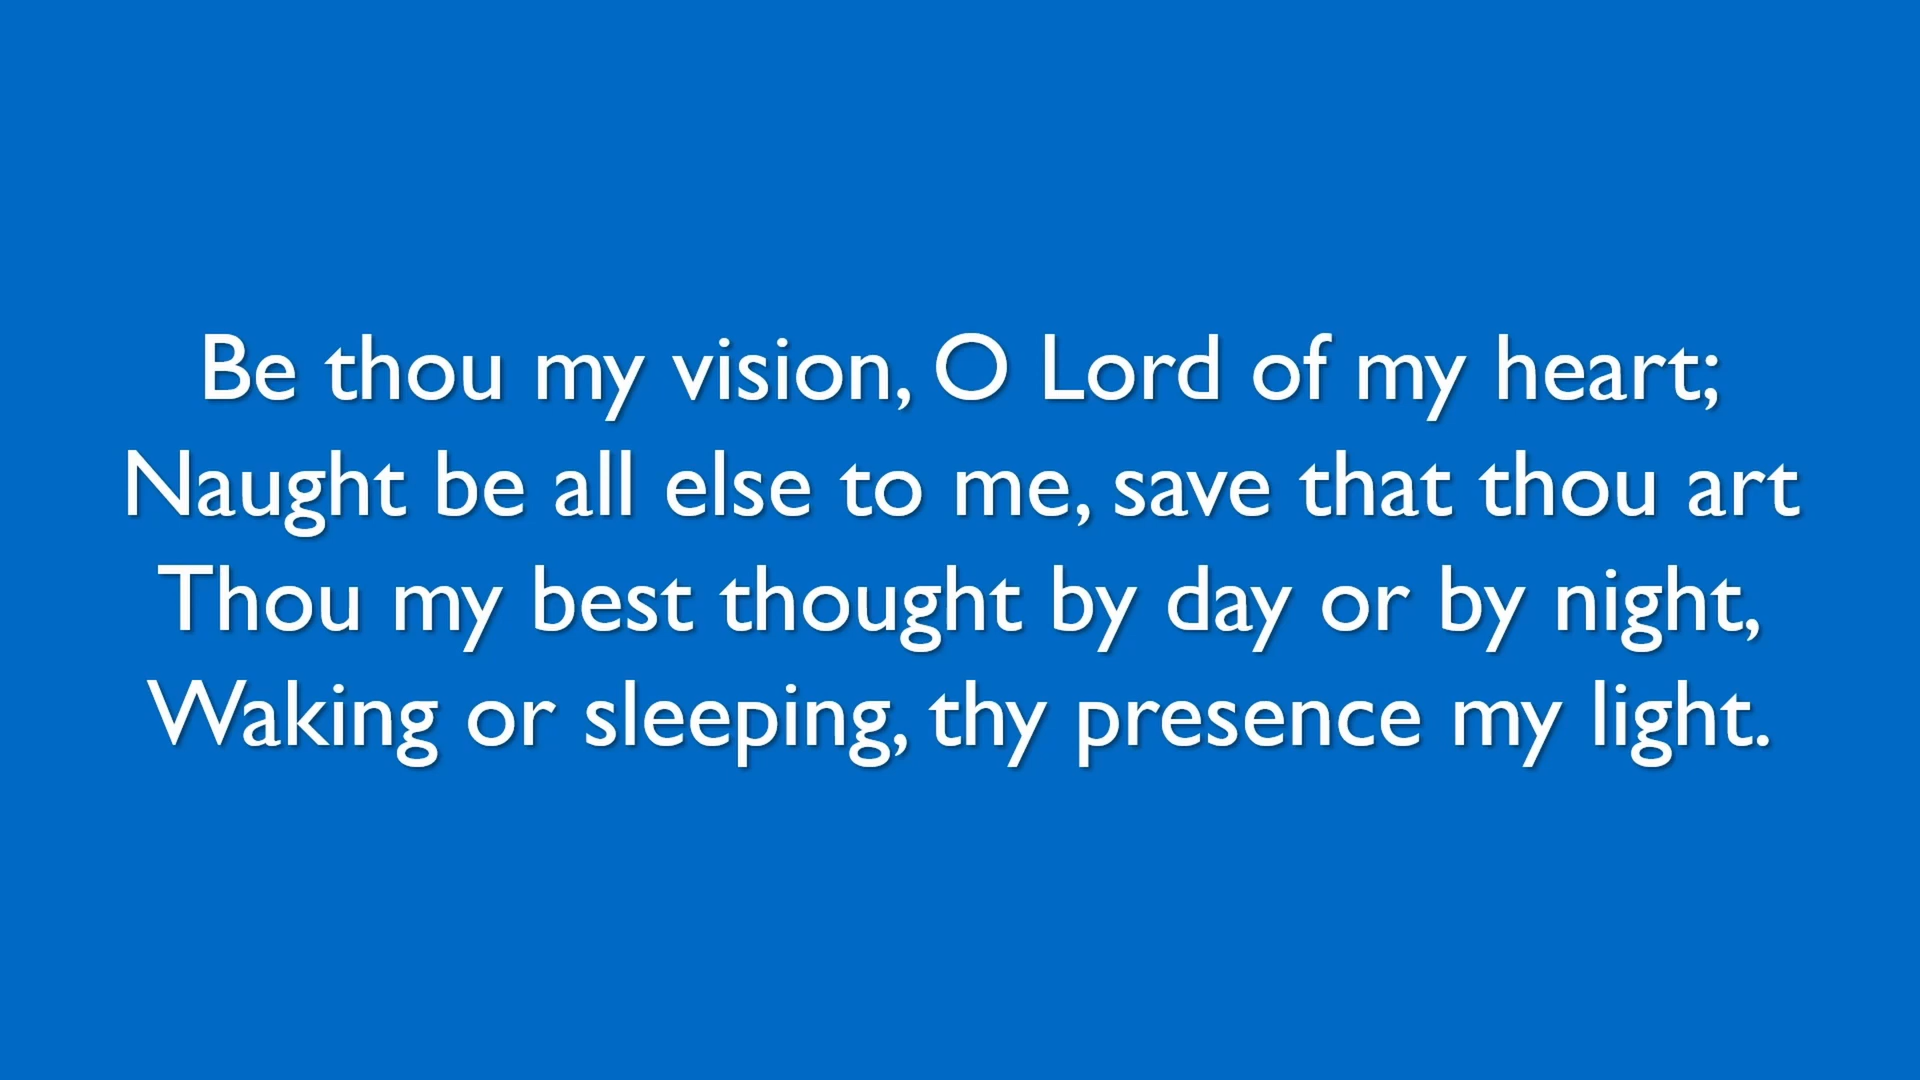 Be thou my vision, O Lord of my heart;
Naught be all else to me, save that thou art
Thou my best thought by day or by night,
Waking or sleeping, thy presence my light.